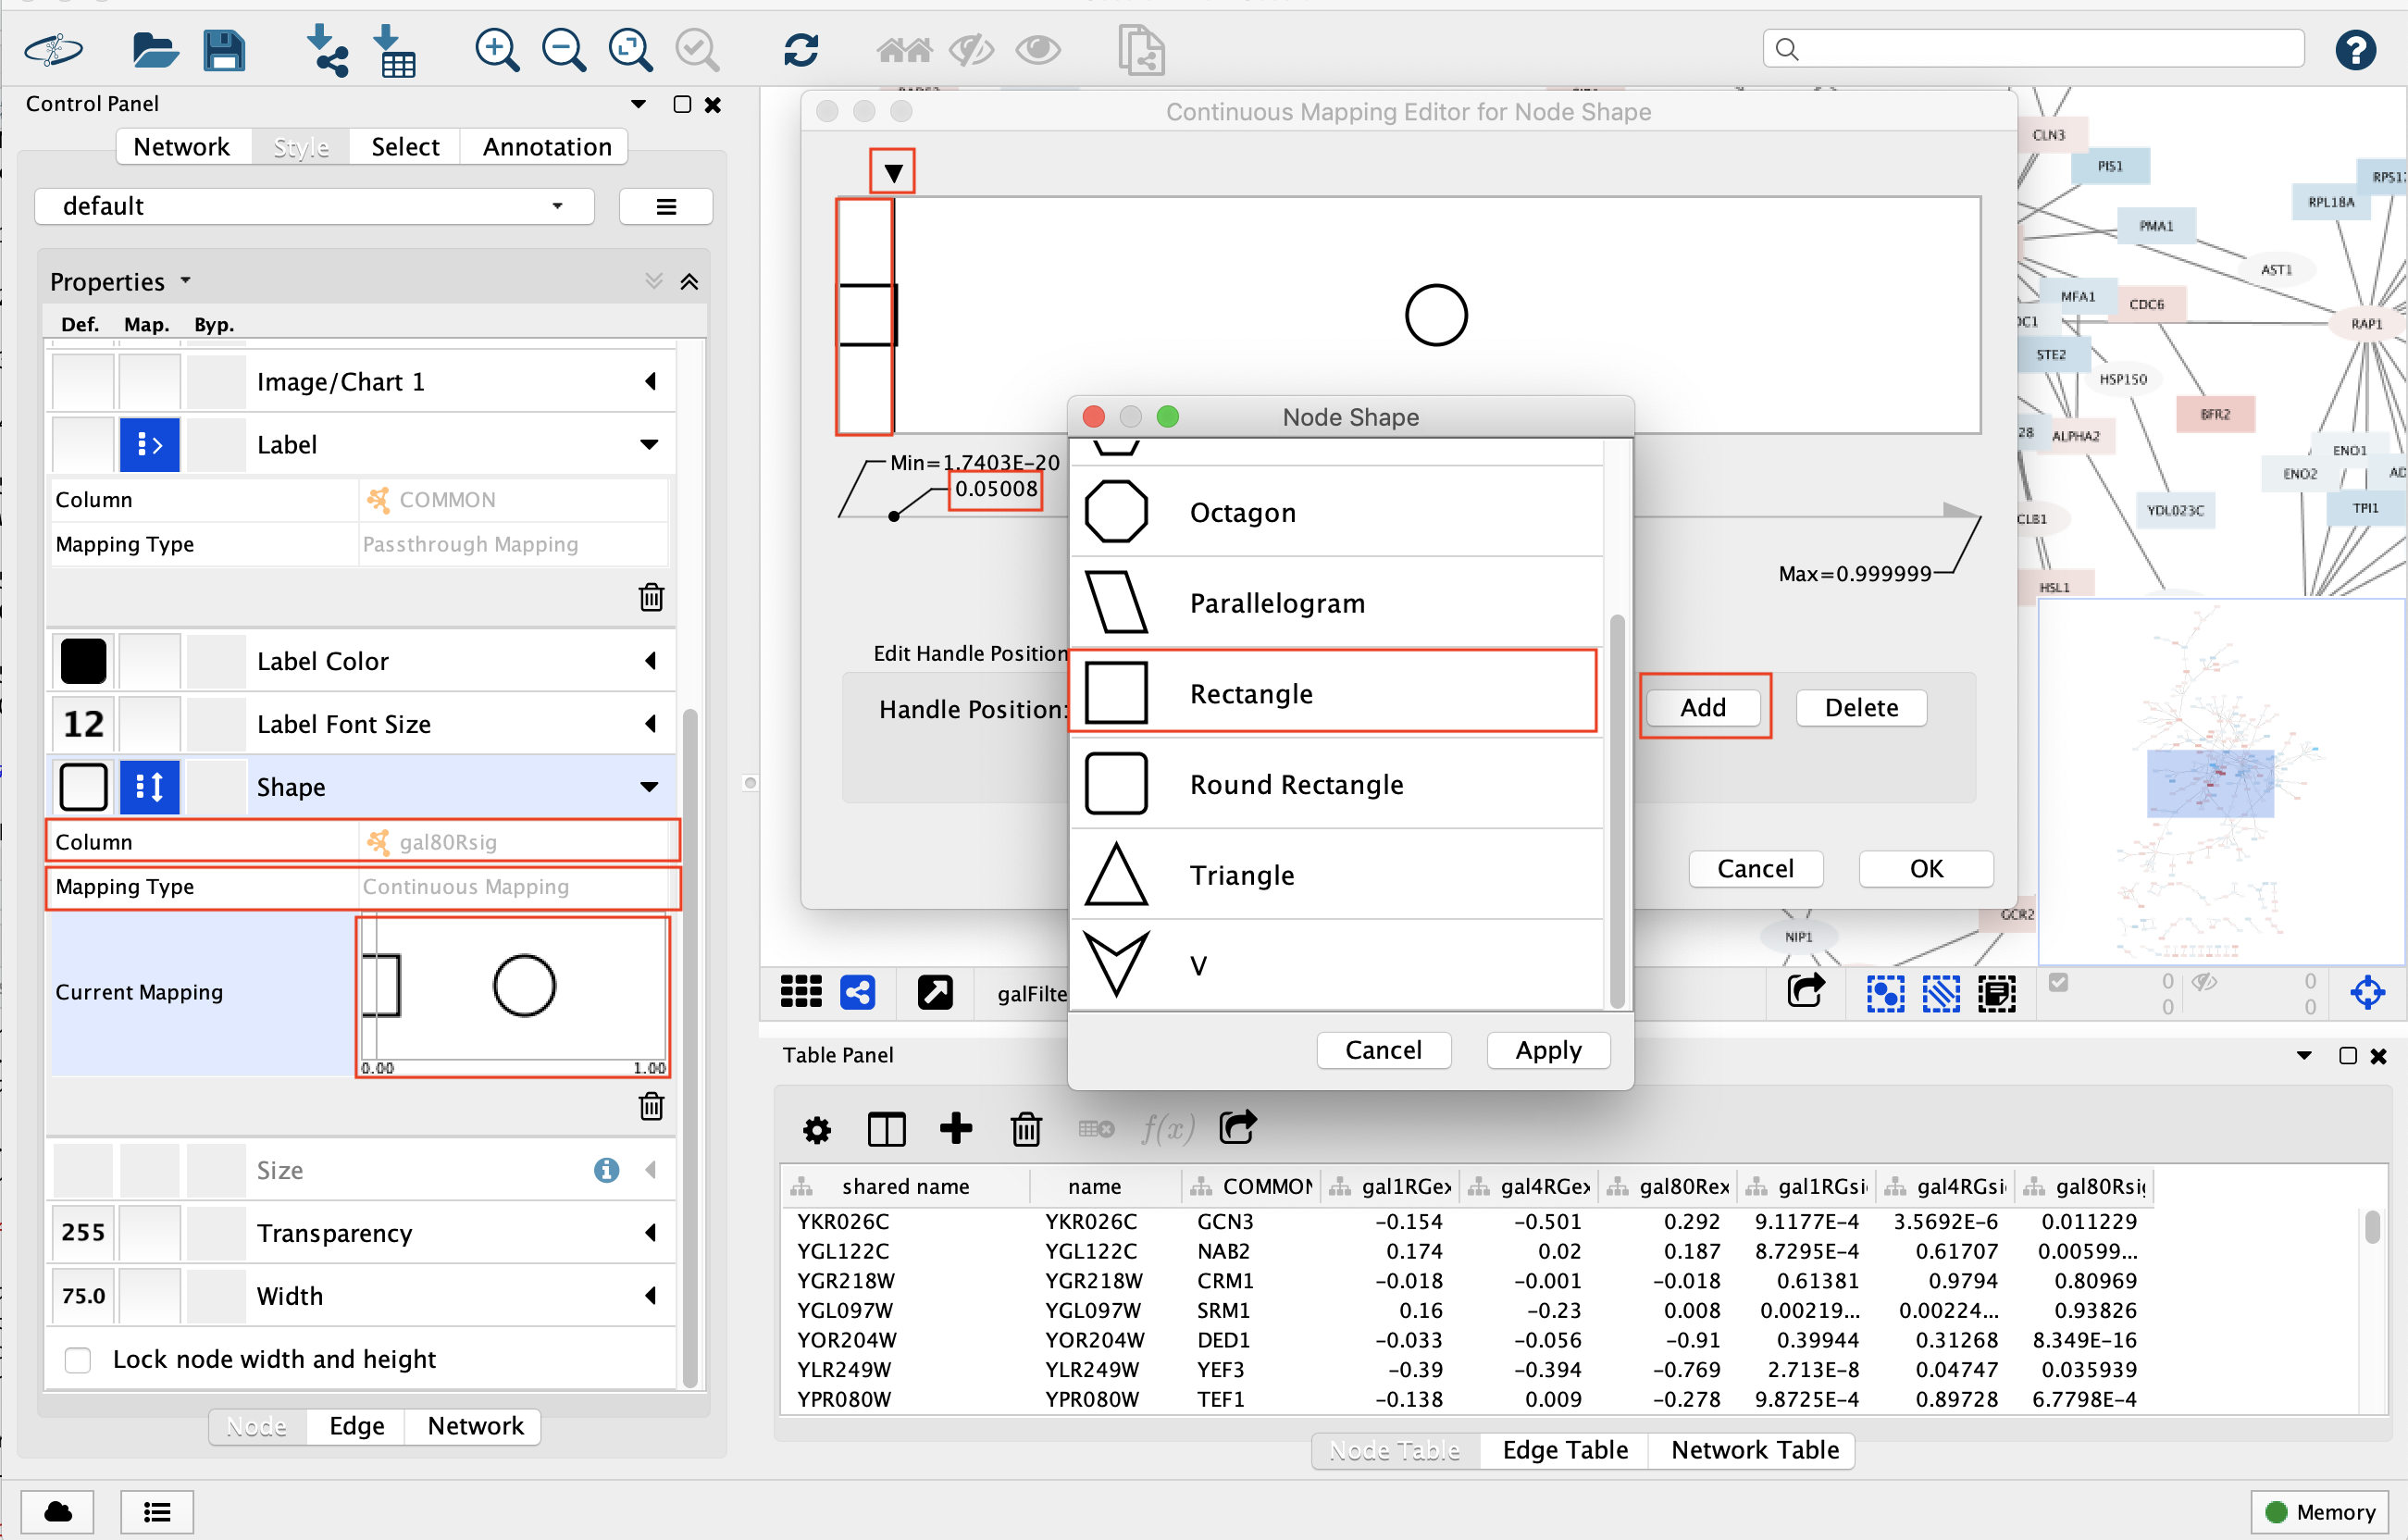 Control Panel
Network Style Select Annotation
default
Properties
Def. Map. Byp.
Image/Chart 1
Label
Column COMMON
Mapping Type Passthrough Mapping
Label Color
12 Label Font Size
Shape
Column gal80Rsig
Mapping Type Continuous Mapping
Current Mapping
0.00 1.00
Size
255 Transparency
75.0 Width
Lock node width and height
Node Edge Network
Continuous Mapping Editor for Node Shape
Min=1.7403E-20
0.05008
Max=0.999999
Edit Handle Position
Handle Position:
Add Delete
Cancel OK
Node Shape
Octagon
Parallelogram
Rectangle
Round Rectangle
Triangle
V
Cancel Apply
CLN3
PIS1
RPL18A
PMA1
AST1
MFA1
CDC6
RAP1
STE2
HSP150
BFR2
28
ALPHA2
ENO1
ENO2
YDL023C
TPI1
CLB1
HSL1
GCR2
NIP1
galFilte
0 0
0 0
Table Panel
f(x)
shared name name COMMON gal1RGex gal4RGex gal80Rex gal1RGsi gal4RGsi gal80Rsig
YKR026C YKR026C GCN3 -0.154 -0.501 0.292 9.1177E-4 3.5692E-6 0.011229
YGL122C YGL122C NAB2 0.174 0.02 0.187 8.7295E-4 0.61707 0.00599...
YGR218W YGR218W CRM1 -0.018 -0.001 -0.018 0.61381 0.9794 0.80969
YGL097W YGL097W SRM1 0.16 -0.23 0.008 0.00219... 0.00224... 0.93826
YOR204W YOR204W DED1 -0.033 -0.056 -0.91 0.39944 0.31268 8.349E-16
YLR249W YLR249W YEF3 -0.39 -0.394 -0.769 2.713E-8 0.04747 0.035939
YPR080W YPR080W TEF1 -0.138 0.009 -0.278 9.8725E-4 0.89728 6.7798E-4
Node Table Edge Table Network Table
Memory